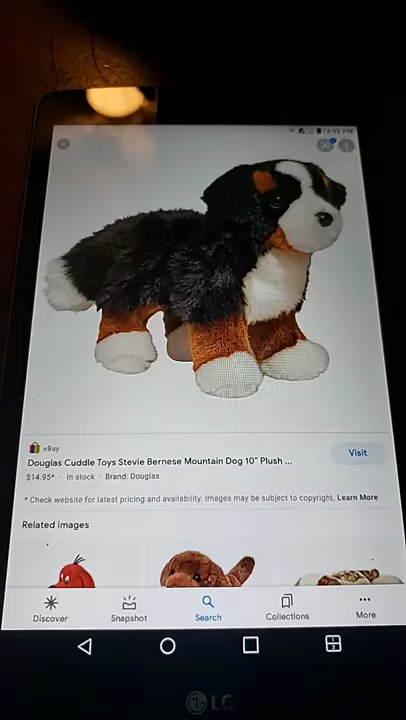 eBay
Douglas Cuddle Toys Stevie Bernese Mountain Dog 10" Plush ...
Visit
$14.95* · In stock · Brand: Douglas
* Check website for latest pricing and availability. Images may be subject to copyright. Learn More
Related images
Discover
Snapshot
Search
Collections
More
LG